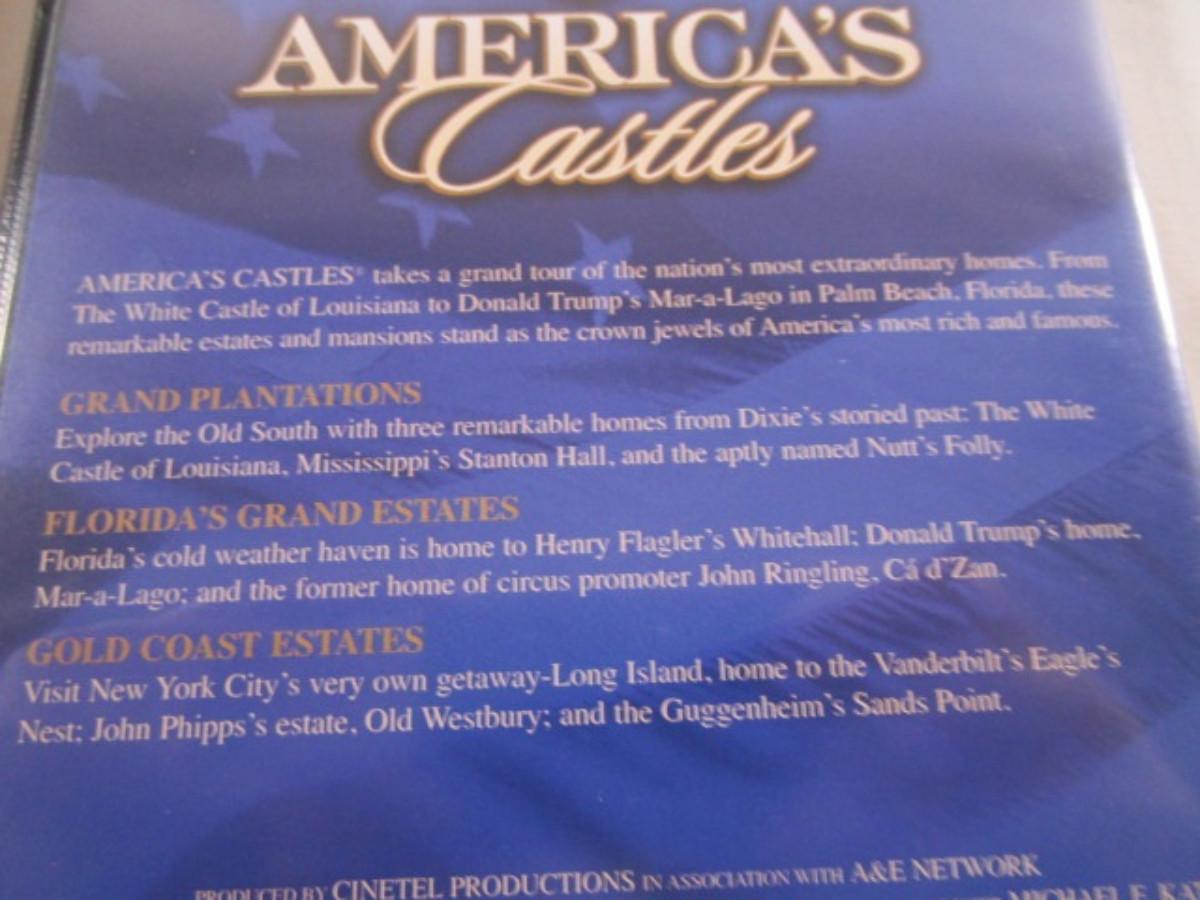 AMERICA'S
Castles
AMERICA'S CASTLES® takes a grand tour of the nation's most extraordinary homes. From
The White Castle of Louisiana to Donald Trump's Mar-a-Lago in Palm Beach, Florida, these
remarkable estates and mansions stand as the crown jewels of America's most rich and famous.
GRAND PLANTATIONS
Explore the Old South with three remarkable homes from Dixie's storied past: The White
Castle of Louisiana, Mississippi's Stanton Hall, and the aptly named Nutt's Folly.
FLORIDA'S GRAND ESTATES
Florida's cold weather haven is home to Henry Flagler's Whitehall; Donald Trump's home,
Mar-a-Lago; and the former home of circus promoter John Ringling, Cá d'Zan.
GOLD COAST ESTATES
Visit New York City's very own getaway-Long Island, home to the Vanderbilt's Eagle's
Nest; John Phipps's estate, Old Westbury; and the Guggenheim's Sands Point.
PRODUCED BY CINETEL PRODUCTIONS IN ASSOCIATION WITH A&E NETWORK
MICHAEL E.